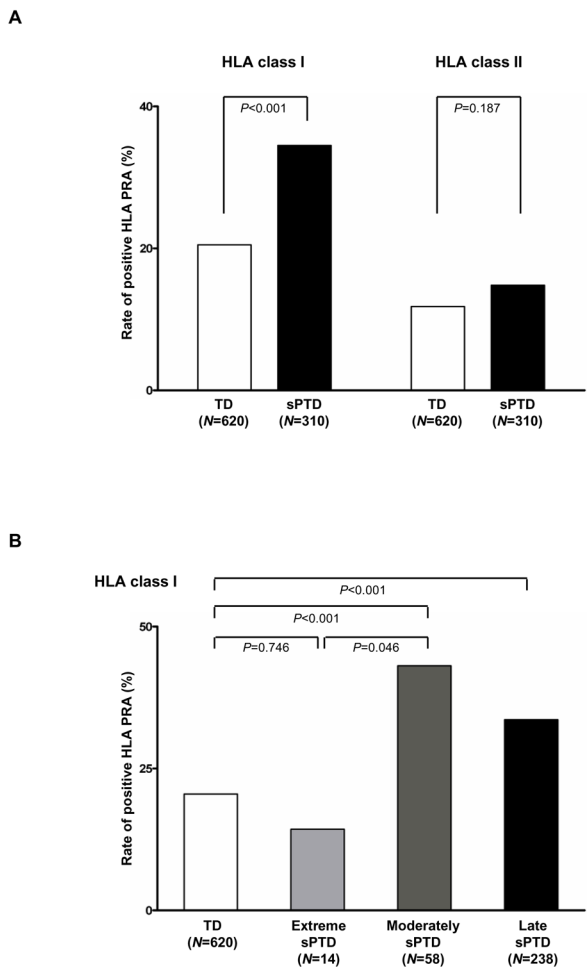 A
HLA class I
HLA class II
P<0.001
P=0.187
Rate of positive HLA PRA (%)
40
20
0
TD
(N=620)
sPTD
(N=310)
TD
(N=620)
sPTD
(N=310)
B
HLA class I
P<0.001
P<0.001
P=0.746
P=0.046
Rate of positive HLA PRA (%)
50
25
0
TD
(N=620)
Extreme
sPTD
(N=14)
Moderately
sPTD
(N=58)
Late
sPTD
(N=238)